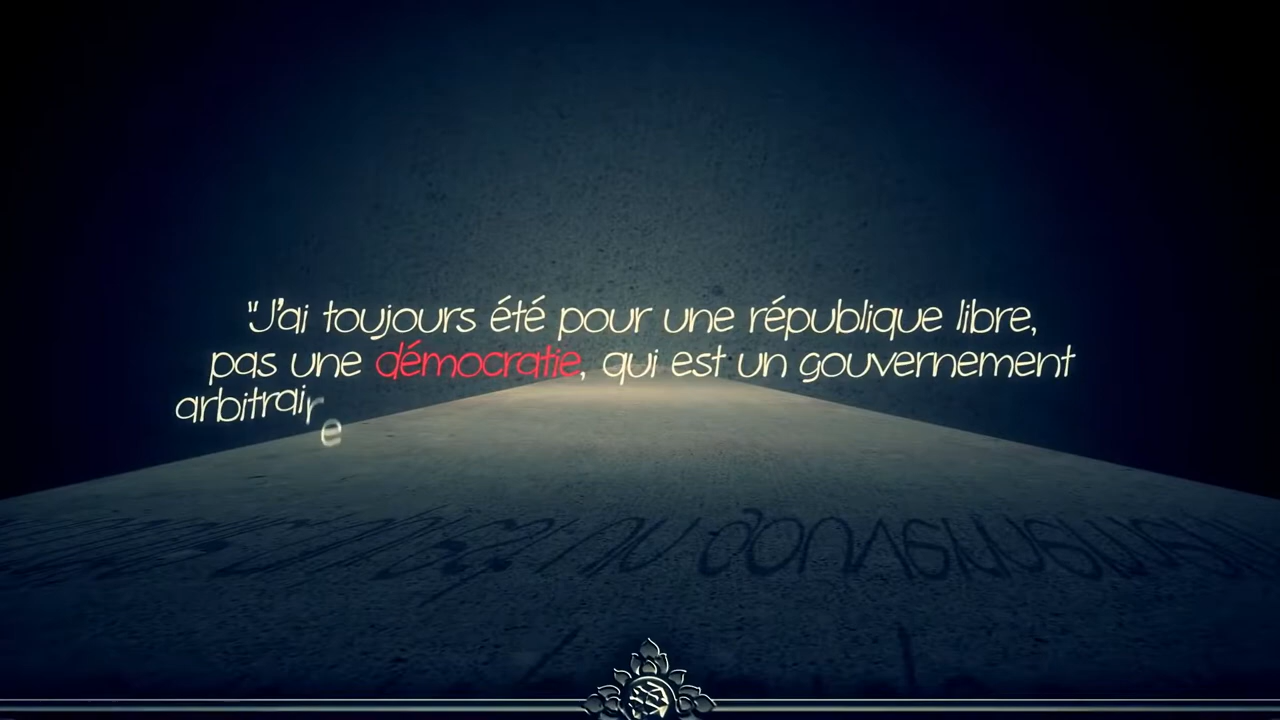 "J'ai toujours été pour une république libre,
pas une démocratie, qui est un gouvernement
arbitraire